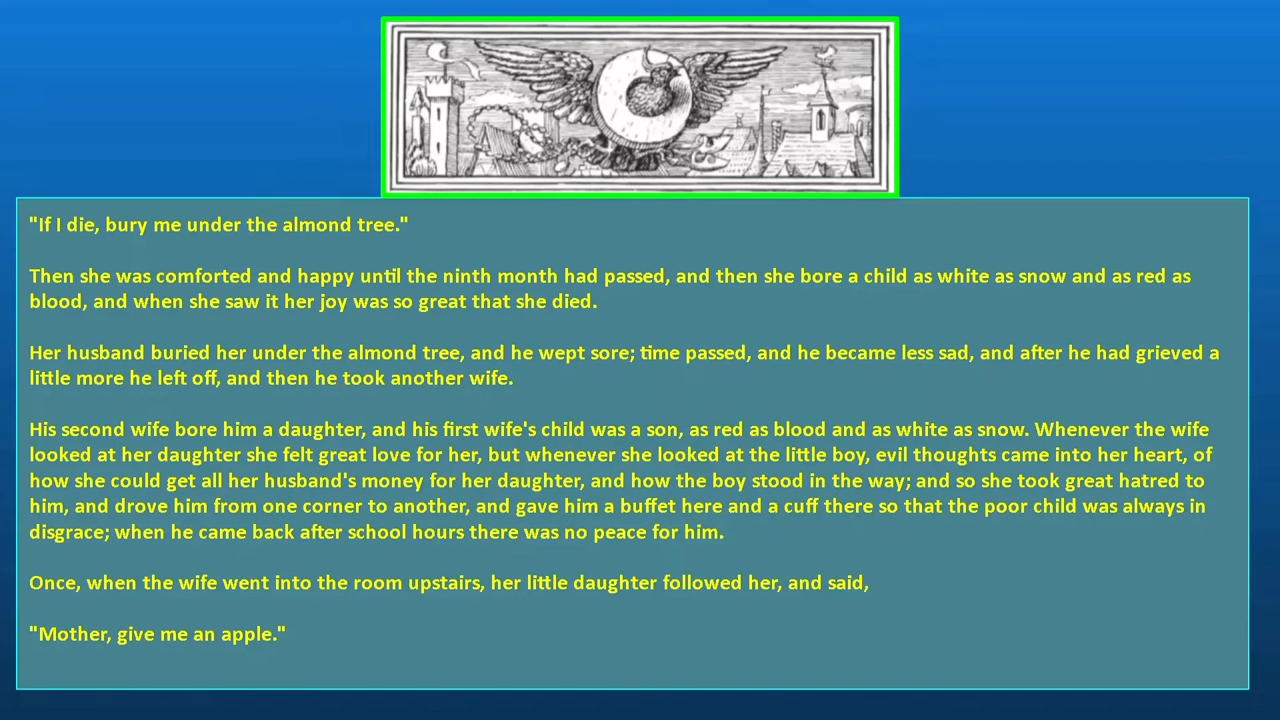 "If I die, bury me under the almond tree."
Then she was comforted and happy until the ninth month had passed, and then she bore a child as white as snow and as red as
blood, and when she saw it her joy was so great that she died.
Her husband buried her under the almond tree, and he wept sore; time passed, and he became less sad, and after he had grieved a
little more he left off, and then he took another wife.
His second wife bore him a daughter, and his first wife's child was a son, as red as blood and as white as snow. Whenever the wife
looked at her daughter she felt great love for her, but whenever she looked at the little boy, evil thoughts came into her heart, of
how she could get all her husband's money for her daughter, and how the boy stood in the way; and so she took great hatred to
him, and drove him from one corner to another, and gave him a buffet here and a cuff there so that the poor child was always in
disgrace; when he came back after school hours there was no peace for him.
Once, when the wife went into the room upstairs, her little daughter followed her, and said,
"Mother, give me an apple."